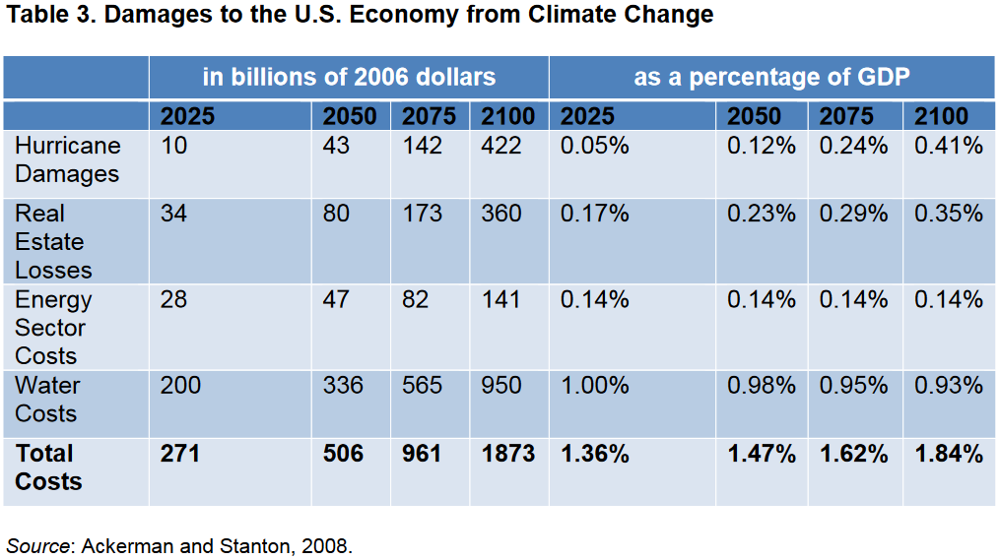 Table 3. Damages to the U.S. Economy from Climate Change
in billions of 2006 dollars as a percentage of GDP
2025 2050 2075 2100 2025 2050 2075 2100
Hurricane 10 43 142 422 0.05% 0.12% 0.24% 0.41%
Damages
Real 34 80 173 360 0.17% 0.23% 0.29% 0.35%
Estate
Losses
Energy 28 47 82 141 0.14% 0.14% 0.14% 0.14%
Sector
Costs
Water 200 336 565 950 1.00% 0.98% 0.95% 0.93%
Costs
Total 271 506 961 1873 1.36% 1.47% 1.62% 1.84%
Costs
Source: Ackerman and Stanton, 2008.